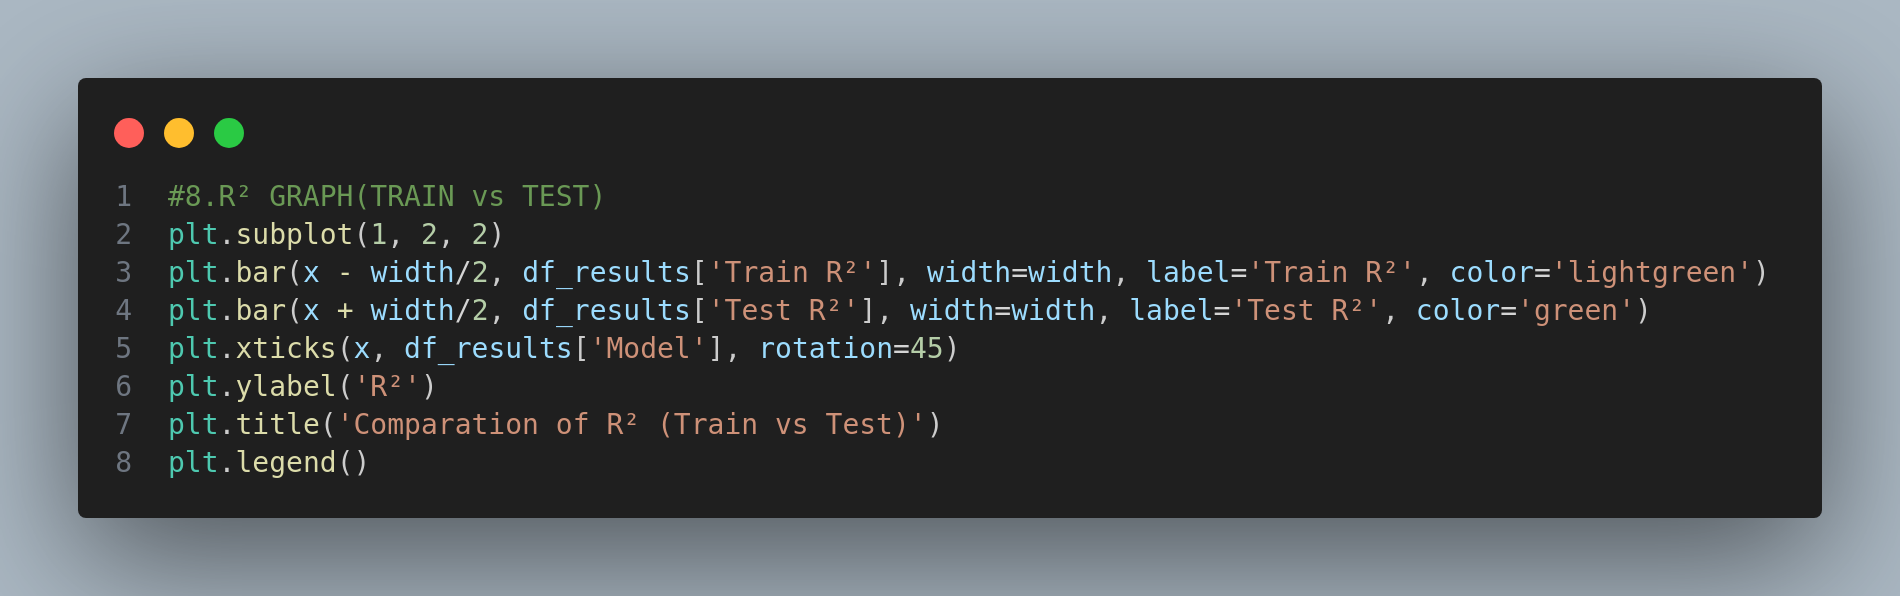 1 #8.R² GRAPH(TRAIN vs TEST)
2 plt.subplot(1, 2, 2)
3 plt.bar(x - width/2, df_results['Train R²'], width=width, label='Train R²', color='lightgreen')
4 plt.bar(x + width/2, df_results['Test R²'], width=width, label='Test R²', color='green')
5 plt.xticks(x, df_results['Model'], rotation=45)
6 plt.ylabel('R²')
7 plt.title('Comparation of R² (Train vs Test)')
8 plt.legend()